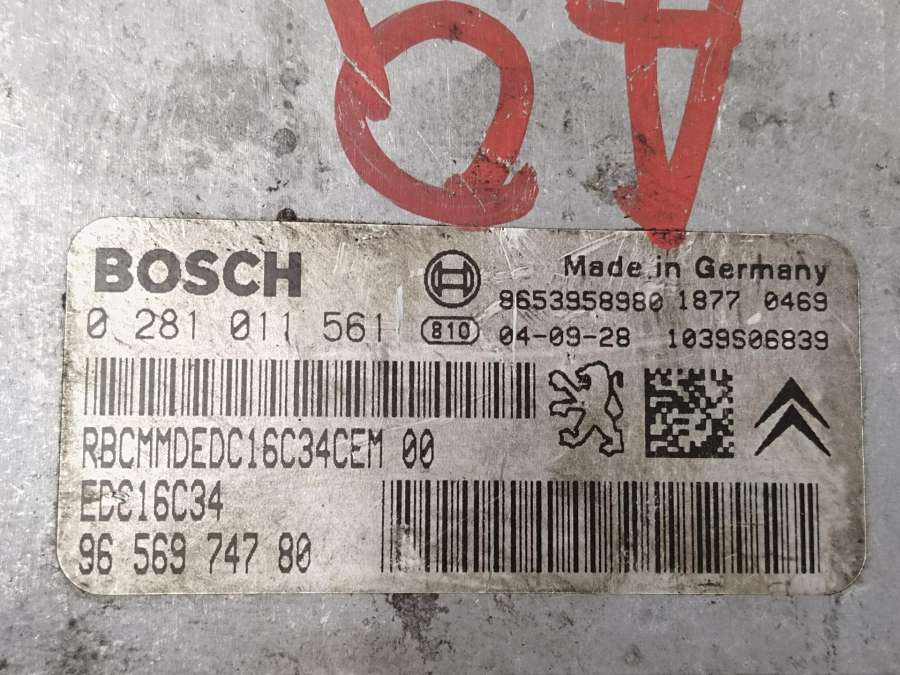 BOSCH
Made in Germany
9653958980 1877 0469
0 281 011 561 810 04-09-28 1039S06839
RBCMMDEDC16C34CEM 00
EDC16C34
96 569 747 80